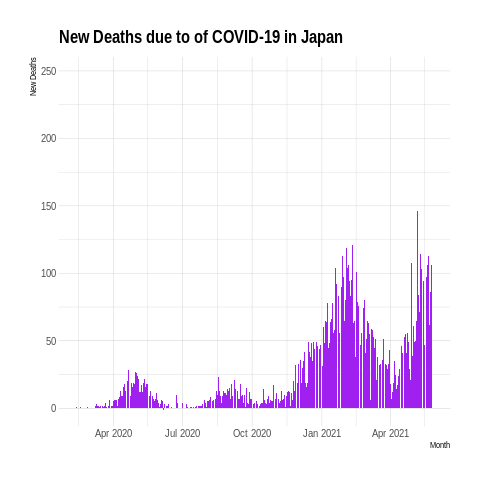 New Deaths due to of COVID-19 in Japan
New Deaths
250
200
150
100
50
0
Apr 2020 Jul 2020 Oct 2020 Jan 2021 Apr 2021
Month